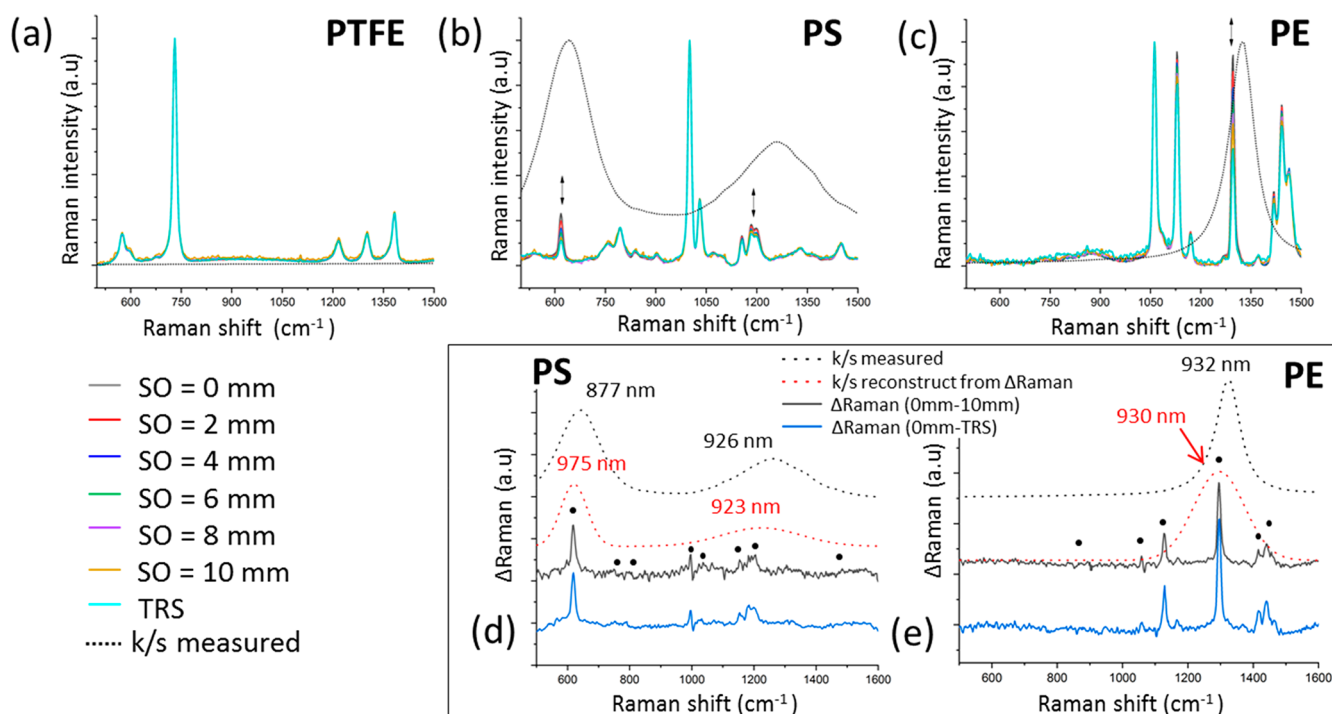 (a) PTFE
Raman intensity (a.u)
500 750 1000 1250 1500
Raman shift (cm-1)
(b) PS
Raman intensity (a.u)
600 750 900 1050 1200 1350 1500
Raman shift (cm-1)
(c) PE
Raman intensity (a.u)
600 750 900 1050 1200 1350 1500
Raman shift (cm-1)
SO = 0 mm
SO = 2 mm
SO = 4 mm
SO = 6 mm
SO = 8 mm
SO = 10 mm
TRS
k/s measured
k/s measured
k/s reconstruct from ΔRaman
ΔRaman (0mm-10mm)
ΔRaman (0mm-TRS)
PS
877 nm
926 nm
975 nm
923 nm
ΔRaman (a.u)
(d)
600 800 1000 1200 1400 1600
Raman shift (cm-1)
PE
932 nm
930 nm
ΔRaman (a.u)
(e)
600 800 1000 1200 1400 1600
Raman shift (cm-1)